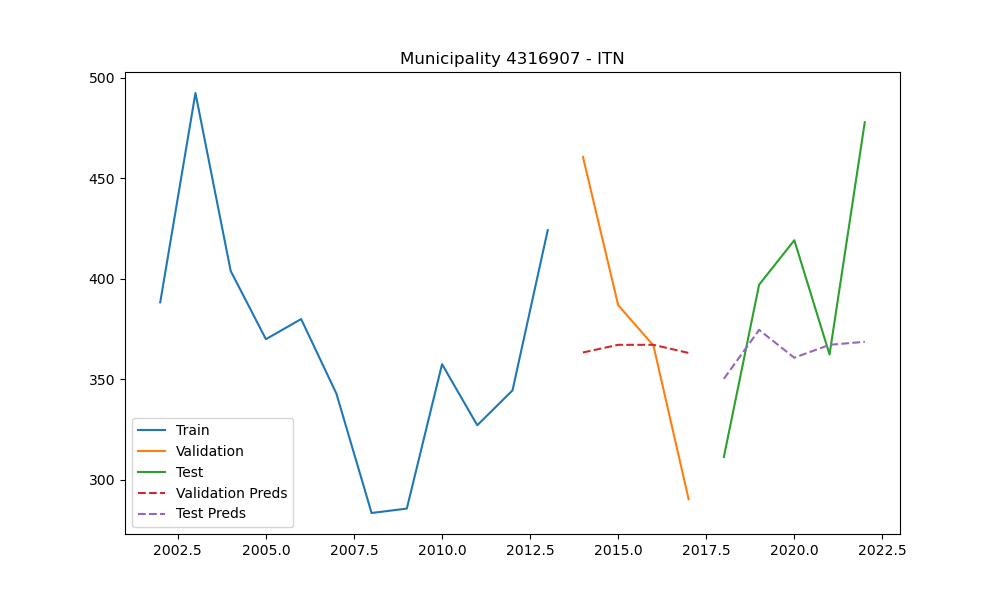 Municipality 4316907 - ITN
500
450
400
350
300
Train
Validation
Test
Validation Preds
Test Preds
2002.5 2005.0 2007.5 2010.0 2012.5 2015.0 2017.5 2020.0 2022.5